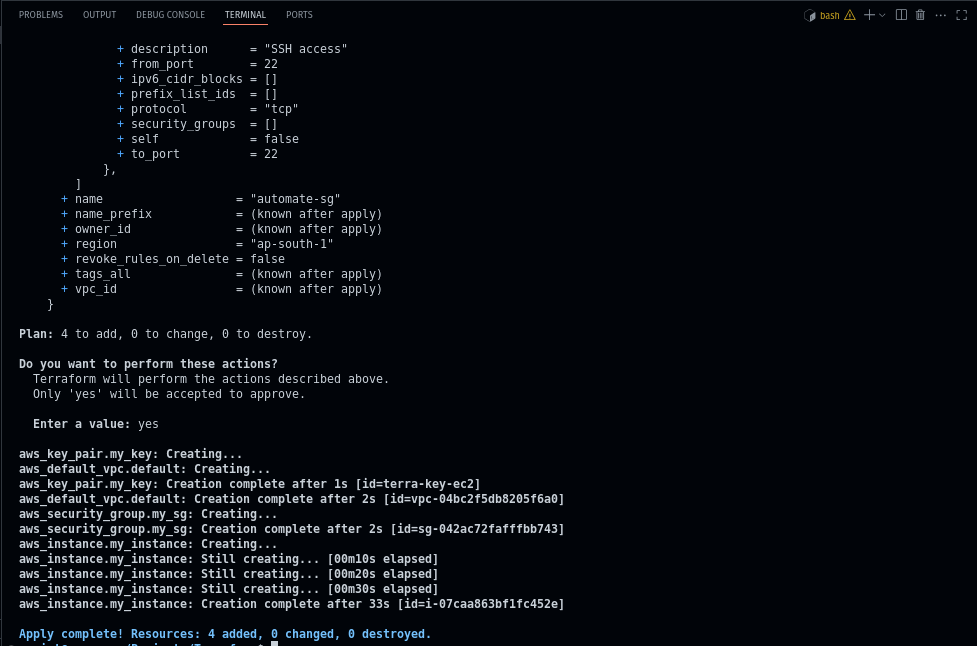 PROBLEMS OUTPUT DEBUG CONSOLE TERMINAL PORTS bash
+ description = "SSH access"
+ from_port = 22
+ ipv6_cidr_blocks = []
+ prefix_list_ids = []
+ protocol = "tcp"
+ security_groups = []
+ self = false
+ to_port = 22
},
]
+ name = "automate-sg"
+ name_prefix = (known after apply)
+ owner_id = (known after apply)
+ region = "ap-south-1"
+ revoke_rules_on_delete = false
+ tags_all = (known after apply)
+ vpc_id = (known after apply)
}
Plan: 4 to add, 0 to change, 0 to destroy.
Do you want to perform these actions?
Terraform will perform the actions described above.
Only 'yes' will be accepted to approve.
Enter a value: yes
aws_key_pair.my_key: Creating...
aws_default_vpc.default: Creating...
aws_key_pair.my_key: Creation complete after 1s [id=terra-key-ec2]
aws_default_vpc.default: Creation complete after 2s [id=vpc-04bc2f5db8205f6a0]
aws_security_group.my_sg: Creating...
aws_security_group.my_sg: Creation complete after 2s [id=sg-042ac72fafffbb743]
aws_instance.my_instance: Creating...
aws_instance.my_instance: Still creating... [00m10s elapsed]
aws_instance.my_instance: Still creating... [00m20s elapsed]
aws_instance.my_instance: Still creating... [00m30s elapsed]
aws_instance.my_instance: Creation complete after 33s [id=i-07caa863bf1fc452e]
Apply complete! Resources: 4 added, 0 changed, 0 destroyed.